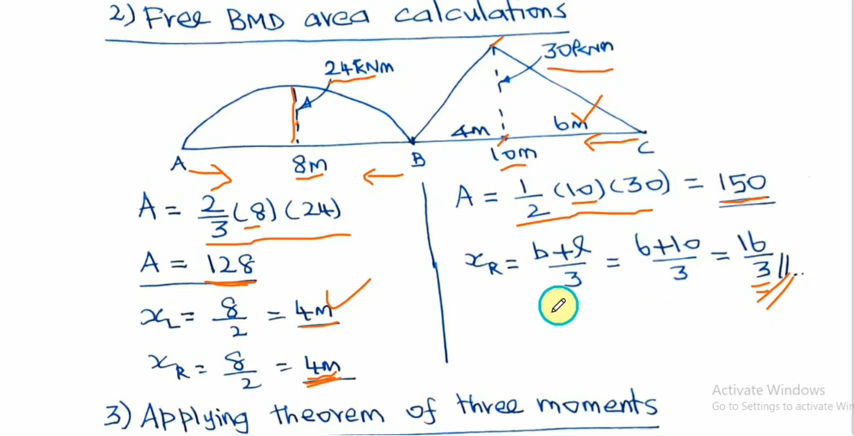 2) Free BMD area calculations
24kNm
30kNm
4m
6m
A
8m
B
10m
C
A = 2/3 (8)(24)
A = 128
xL = 8/2 = 4m
xR = 8/2 = 4m
A = 1/2 (10)(30) = 150
xR = b+l/3 = 6+10/3 = 16/3 //..
3) Applying theorem of three moments
Activate Windows
Go to Settings to activate Win